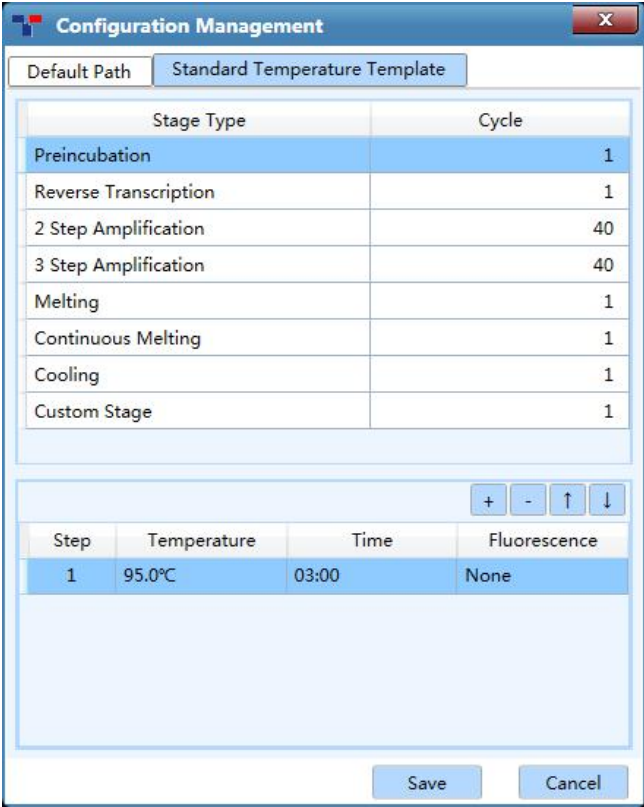 Configuration Management x
Default Path Standard Temperature Template
Stage Type Cycle
Preincubation 1
Reverse Transcription 1
2 Step Amplification 40
3 Step Amplification 40
Melting 1
Continuous Melting 1
Cooling 1
Custom Stage 1
+ - ↑ ↓
Step Temperature Time Fluorescence
1 95.0℃ 03:00 None
Save Cancel